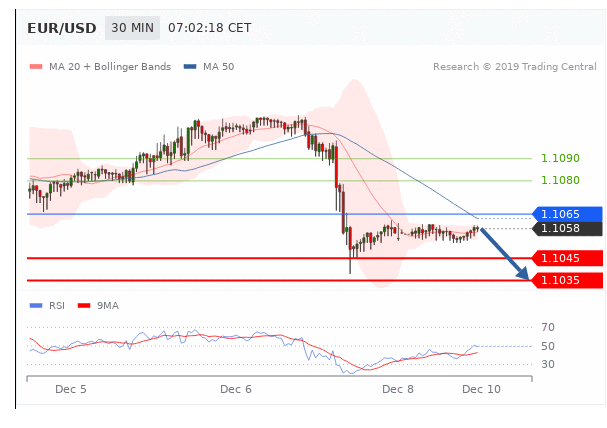 EUR/USD 30 MIN 07:02:18 CET
MA 20 + Bollinger Bands MA 50 Research © 2019 Trading Central
1.1090
1.1080
1.1065
1.1058
1.1045
1.1035
RSI 9MA
70
50
30
Dec 5 Dec 6 Dec 8 Dec 10